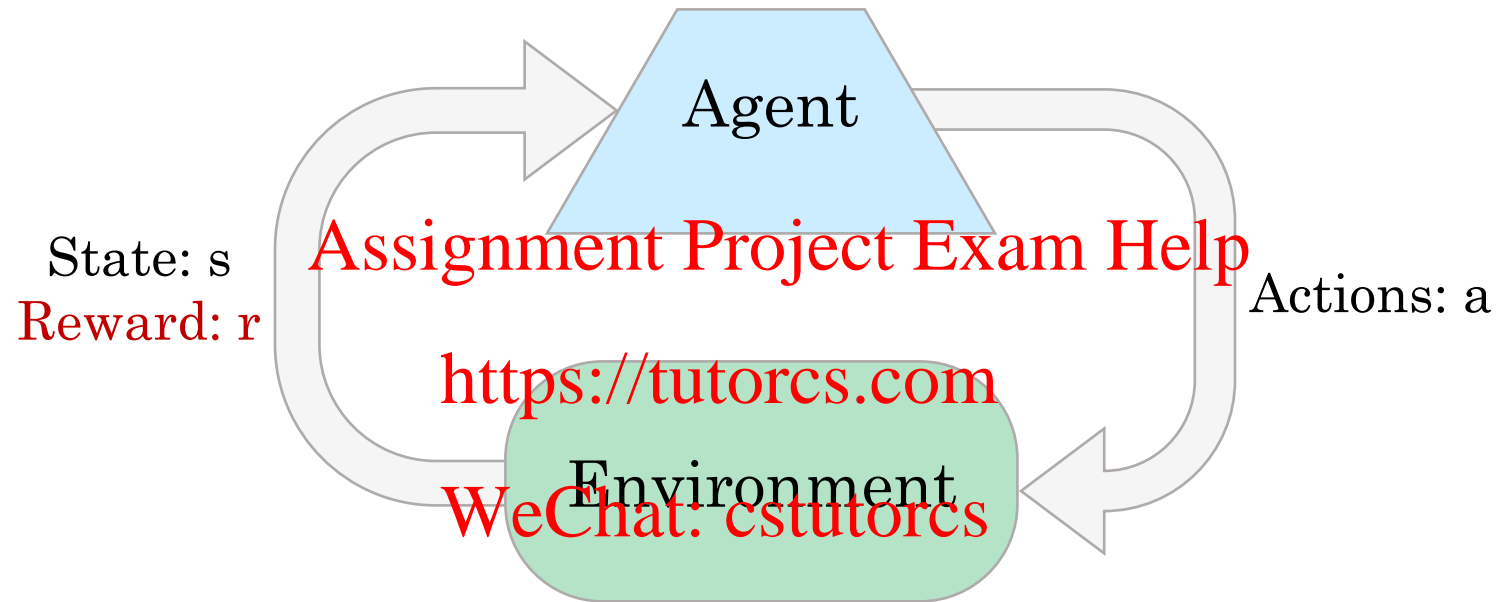 Agent
Assignment Project Exam Help
State: s
Reward: r
Actions: a
https://tutorcs.com
Environment
WeChat: cstutorcs